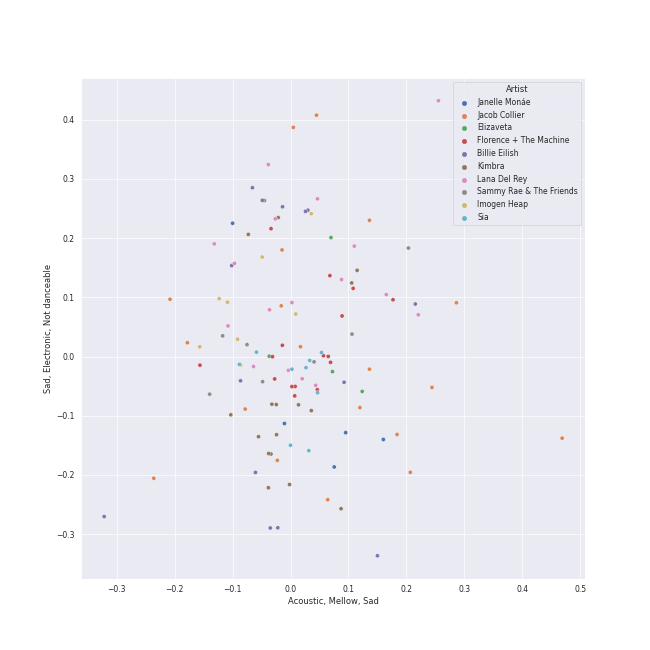 Artist
Janelle Monáe
Jacob Collier
Elizaveta
Florence + The Machine
Billie Eilish
Kimbra
Lana Del Rey
Sammy Rae & The Friends
Imogen Heap
Sia
Sad, Electronic, Not danceable
0.4
0.3
0.2
0.1
0.0
−0.1
−0.2
−0.3
−0.3 −0.2 −0.1 0.0 0.1 0.2 0.3 0.4 0.5
Acoustic, Mellow, Sad